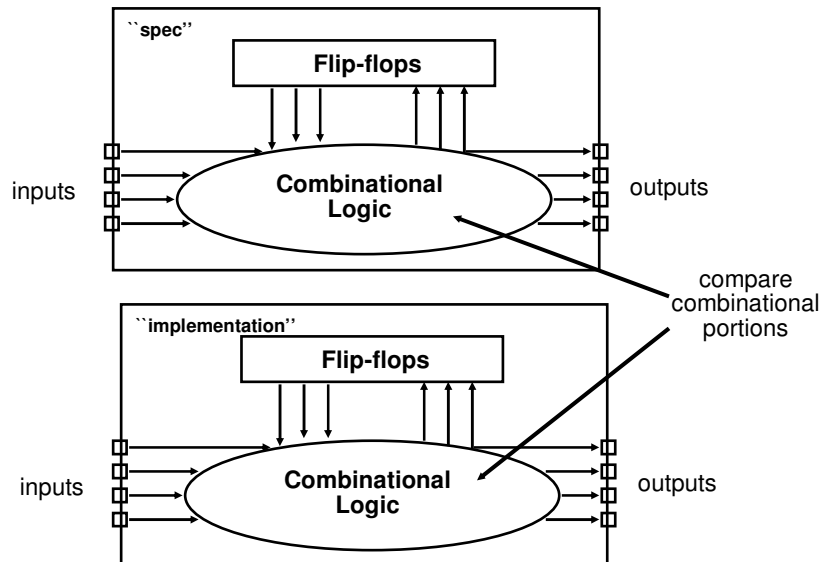 ``spec''
Flip-flops
Combinational
Logic
inputs
outputs
compare
combinational
portions
``implementation''
Flip-flops
Combinational
Logic
inputs
outputs